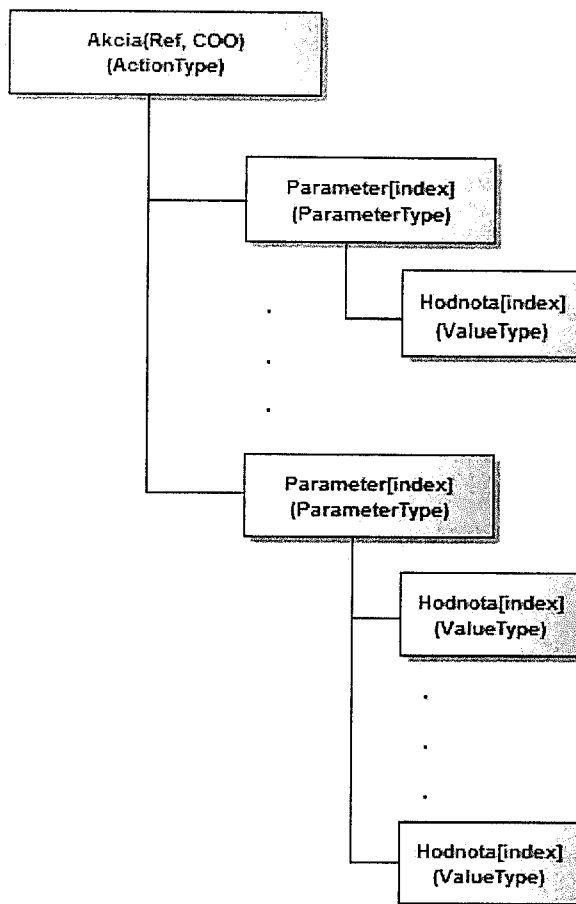 Akcia(Ref, COO)
(ActionType)
Parameter[index]
(ParameterType)
Hodnota[index]
(ValueType)
Parameter[index]
(ParameterType)
Hodnota[index]
(ValueType)
Hodnota[index]
(ValueType)